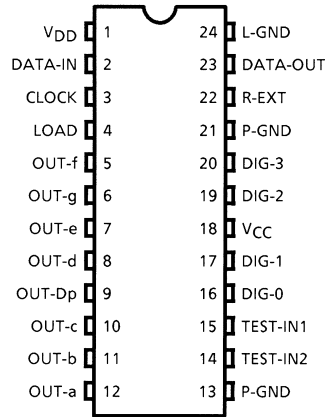 VDD 1 24 L-GND
DATA-IN 2 23 DATA-OUT
CLOCK 3 22 R-EXT
LOAD 4 21 P-GND
OUT-f 5 20 DIG-3
OUT-g 6 19 DIG-2
OUT-e 7 18 VCC
OUT-d 8 17 DIG-1
OUT-Dp 9 16 DIG-0
OUT-c 10 15 TEST-IN1
OUT-b 11 14 TEST-IN2
OUT-a 12 13 P-GND